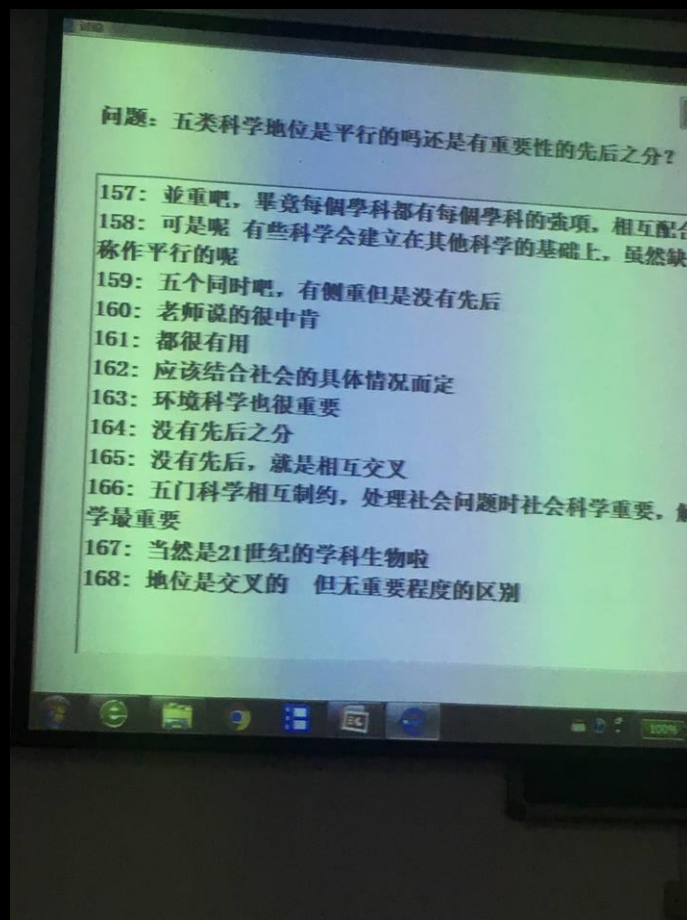 讨论
问题：五类科学地位是平行的吗还是有重要性的先后之分？
157：並重吧，畢竟每個學科都有每個學科的強項，相互配合
158：可是呢 有些科学会建立在其他科学的基础上，虽然缺
称作平行的呢
159：五个同时吧，有侧重但是没有先后
160：老师说的很中肯
161：都很有用
162：应该结合社会的具体情况而定
163：环境科学也很重要
164：没有先后之分
165：没有先后，就是相互交叉
166：五门科学相互制约，处理社会问题时社会科学重要，
学最重要
167：当然是21世纪的学科生物啦
168：地位是交叉的 但无重要程度的区别
100%